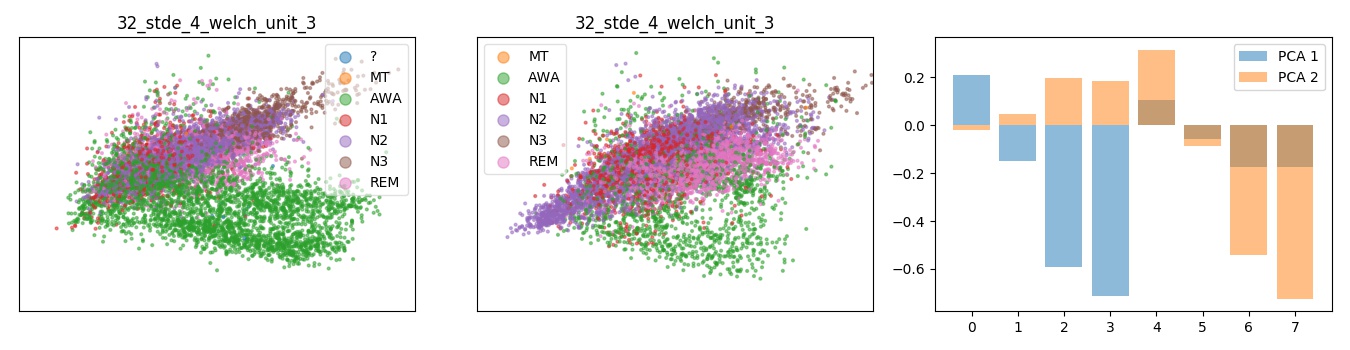 32_stde_4_welch_unit_3
?
MT
AWA
N1
N2
N3
REM
32_stde_4_welch_unit_3
MT
AWA
N1
N2
N3
REM
PCA 1
PCA 2
0.2
0.0
−0.2
−0.4
−0.6
0 1 2 3 4 5 6 7